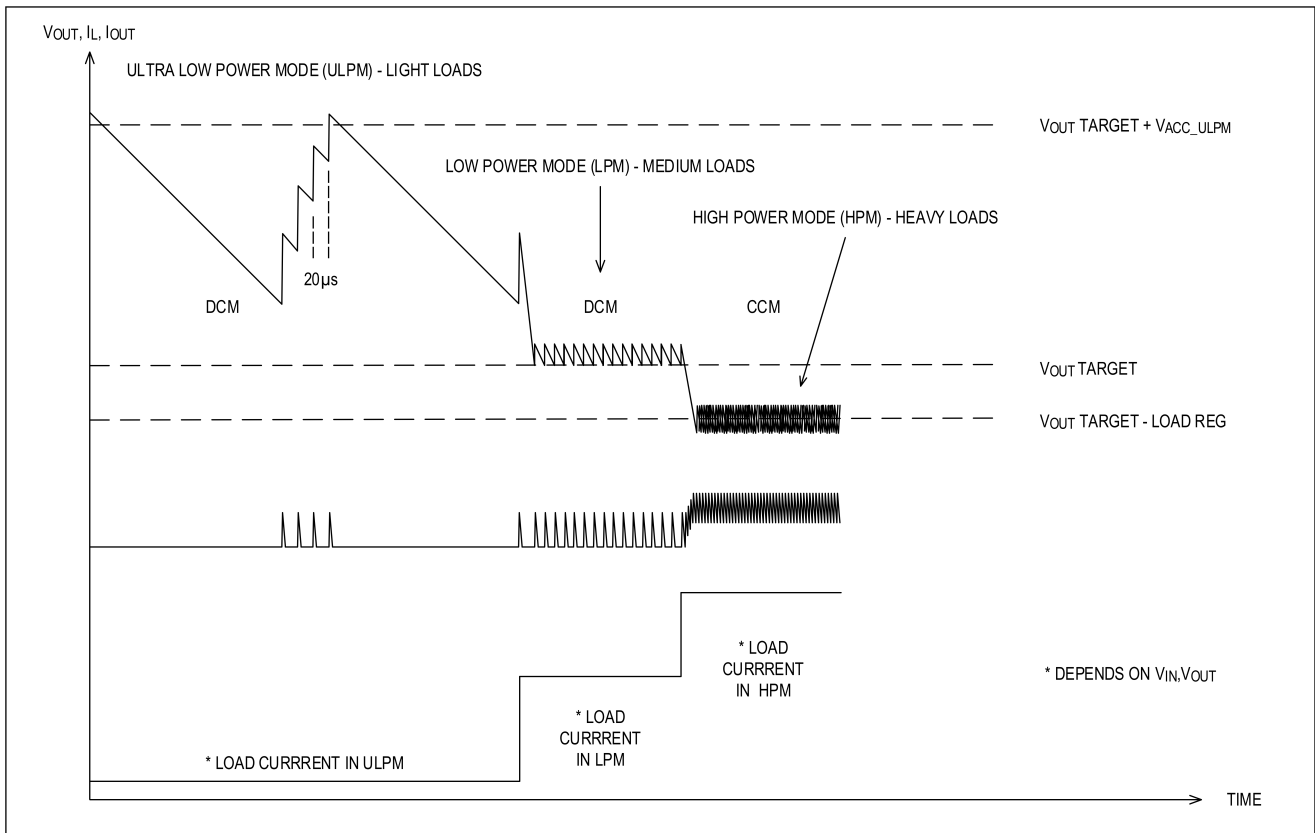 VOUT, IL, IOUT
ULTRA LOW POWER MODE (ULPM) - LIGHT LOADS
VOUT TARGET + VACC_ULPM
LOW POWER MODE (LPM) - MEDIUM LOADS
HIGH POWER MODE (HPM) - HEAVY LOADS
20µs
DCM
DCM
CCM
VOUT TARGET
VOUT TARGET - LOAD REG
* LOAD
CURRRENT
IN HPM
* DEPENDS ON VIN,VOUT
* LOAD
CURRRENT
IN LPM
* LOAD CURRRENT IN ULPM
TIME